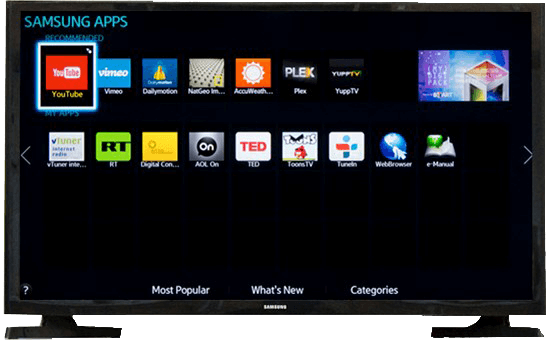 SAMSUNG APPS
RECOMMENDED
YouTube
vimeo
PLEX
YUPPTV
YouTube
Vimeo
Dailymotion
NatGeo Im...
AccuWeath...
Plex
YuppTV
MY APPS
vTuner
internet
radio
RT
on
TED
TOONS
vTuner inte...
RT
Digital Con...
AOL On
TED
ToonsTV
TuneIn
WebBrowser
e-Manual
?
Most Popular
What's New
Categories
SAMSUNG